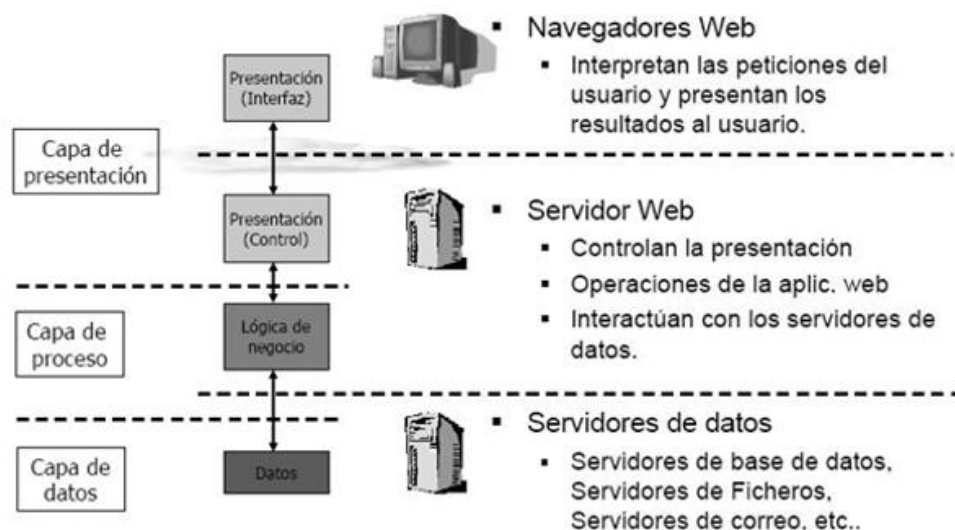 Capa de
presentación
Capa de
proceso
Capa de
datos
Presentación
(Interfaz)
Presentación
(Control)
Lógica de
negocio
Datos
▪ Navegadores Web
▪ Interpretan las peticiones del
usuario y presentan los
resultados al usuario.
▪ Servidor Web
▪ Controlan la presentación
▪ Operaciones de la aplic. web
▪ Interactúan con los servidores de
datos.
▪ Servidores de datos
▪ Servidores de base de datos,
Servidores de Ficheros,
Servidores de correo, etc..